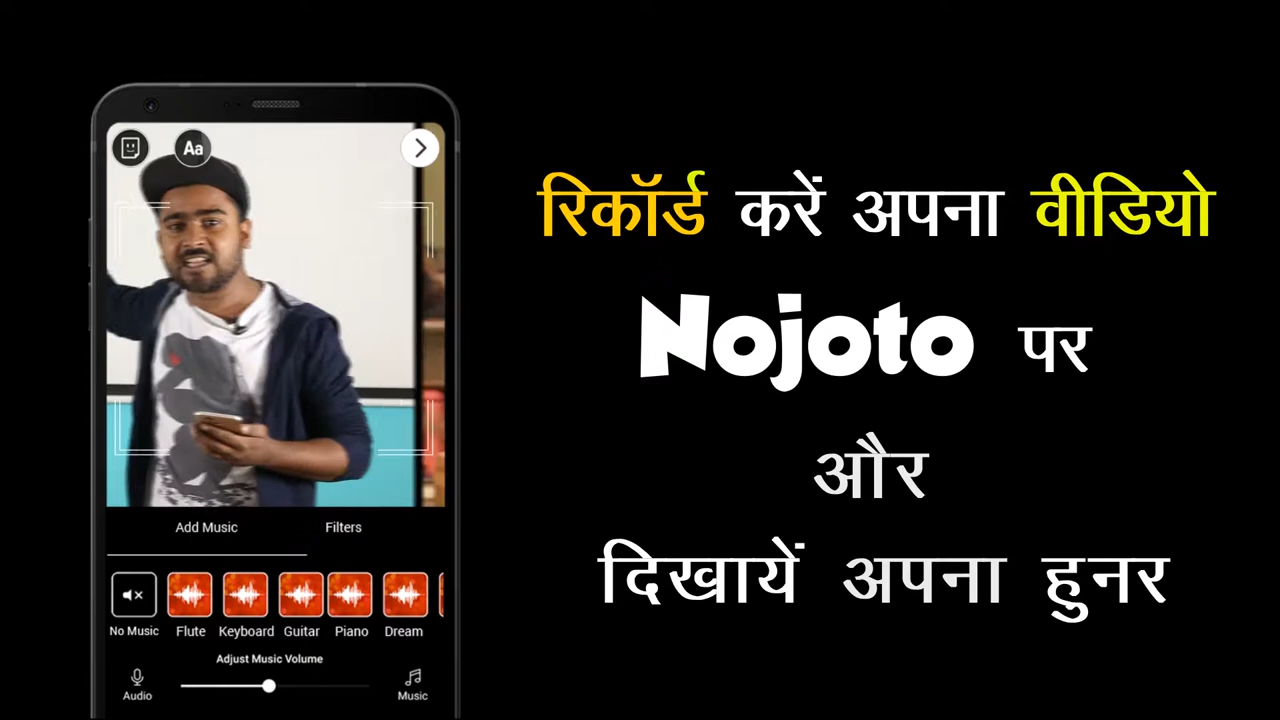 Aa
रिकॉर्ड करें अपना वीडियो
Nojoto पर
और
दिखायें अपना हुनर
Add Music Filters
No Music Flute Keyboard Guitar Piano Dream
Adjust Music Volume
Audio Music